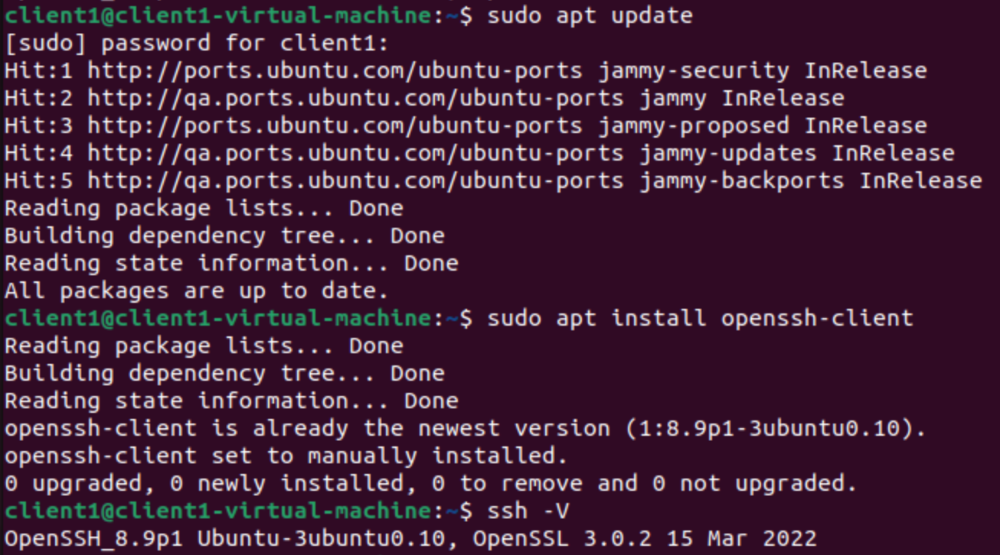 client1@client1-virtual-machine:~$ sudo apt update
[sudo] password for client1:
Hit:1 http://ports.ubuntu.com/ubuntu-ports jammy-security InRelease
Hit:2 http://qa.ports.ubuntu.com/ubuntu-ports jammy InRelease
Hit:3 http://ports.ubuntu.com/ubuntu-ports jammy-proposed InRelease
Hit:4 http://qa.ports.ubuntu.com/ubuntu-ports jammy-updates InRelease
Hit:5 http://qa.ports.ubuntu.com/ubuntu-ports jammy-backports InRelease
Reading package lists... Done
Building dependency tree... Done
Reading state information... Done
All packages are up to date.
client1@client1-virtual-machine:~$ sudo apt install openssh-client
Reading package lists... Done
Building dependency tree... Done
Reading state information... Done
openssh-client is already the newest version (1:8.9p1-3ubuntu0.10).
openssh-client set to manually installed.
0 upgraded, 0 newly installed, 0 to remove and 0 not upgraded.
client1@client1-virtual-machine:~$ ssh -V
OpenSSH_8.9p1 Ubuntu-3ubuntu0.10, OpenSSL 3.0.2 15 Mar 2022